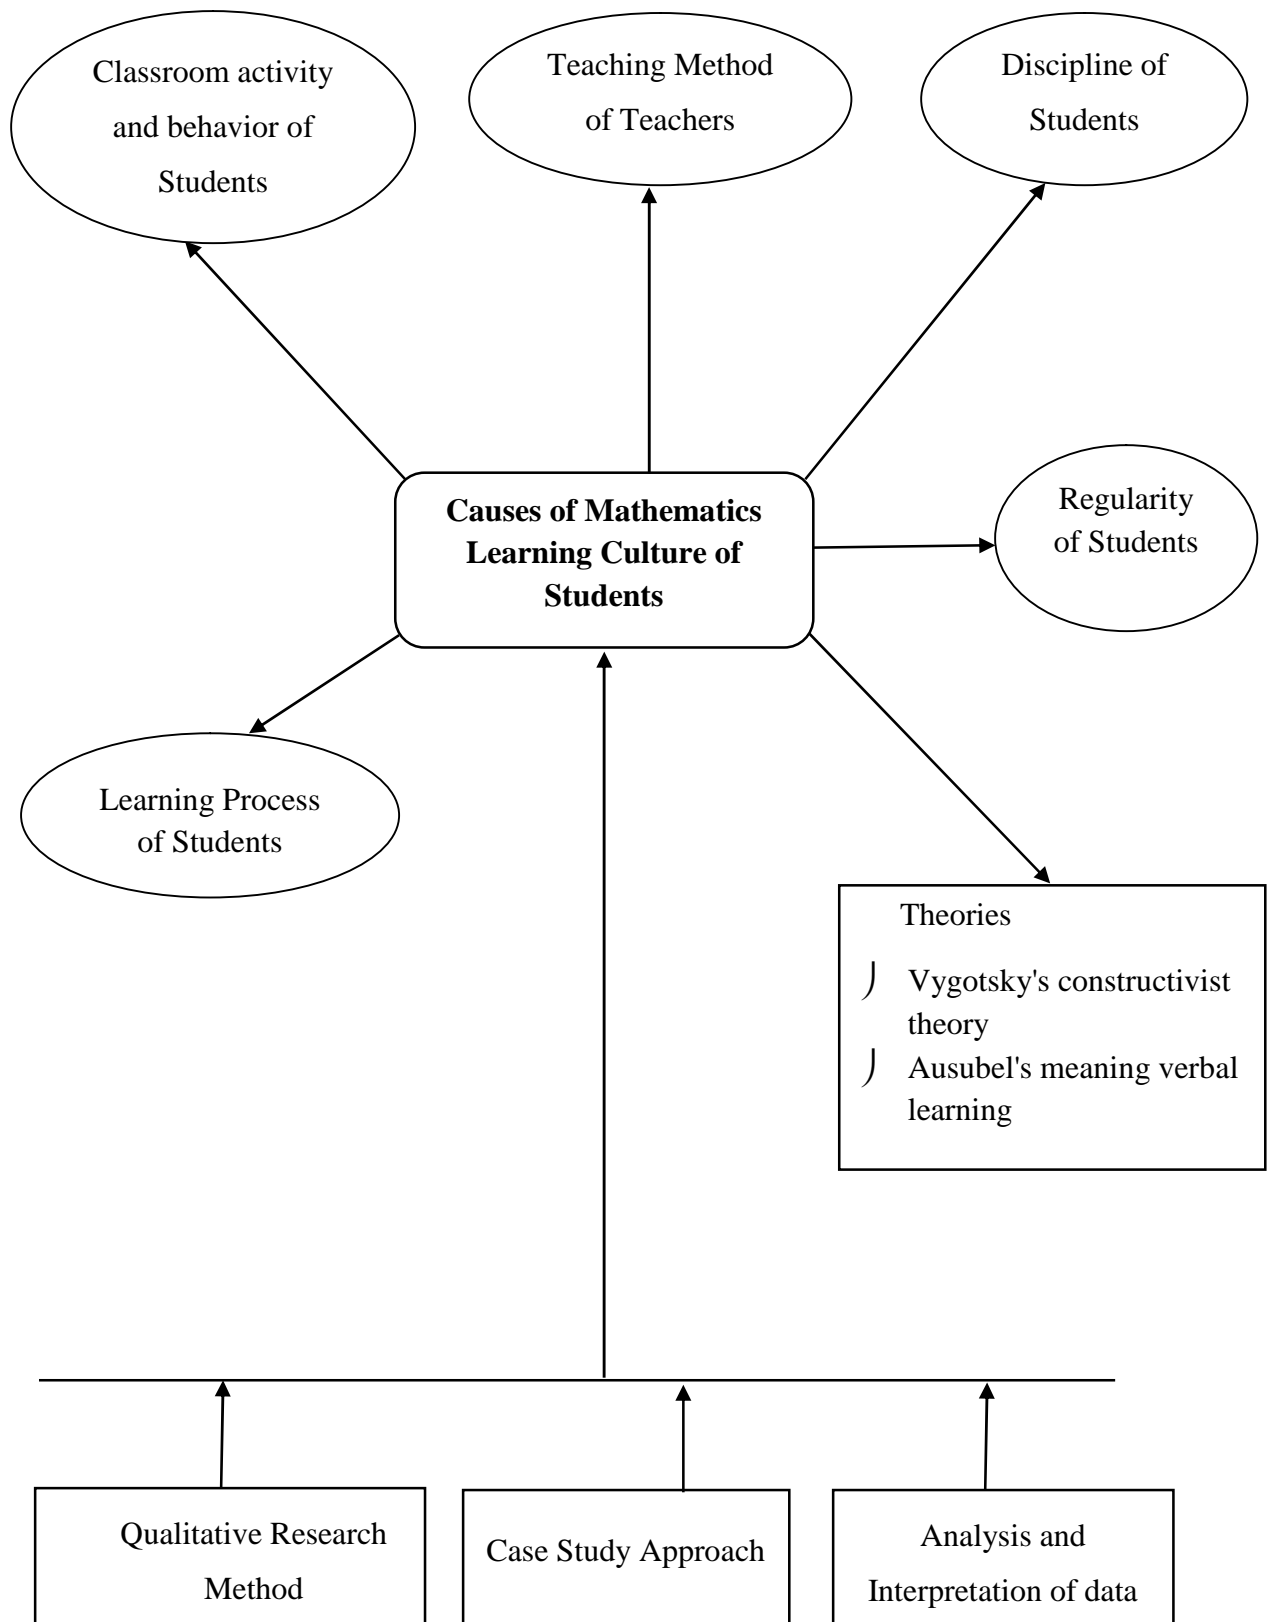 Classroom activity
and behavior of
Students
Teaching Method
of Teachers
Discipline of
Students
Causes of Mathematics
Learning Culture of
Students
Regularity
of Students
Learning Process
of Students
Theories
Vygotsky's constructivist
theory
Ausubel's meaning verbal
learning
Qualitative Research
Method
Case Study Approach
Analysis and
Interpretation of data